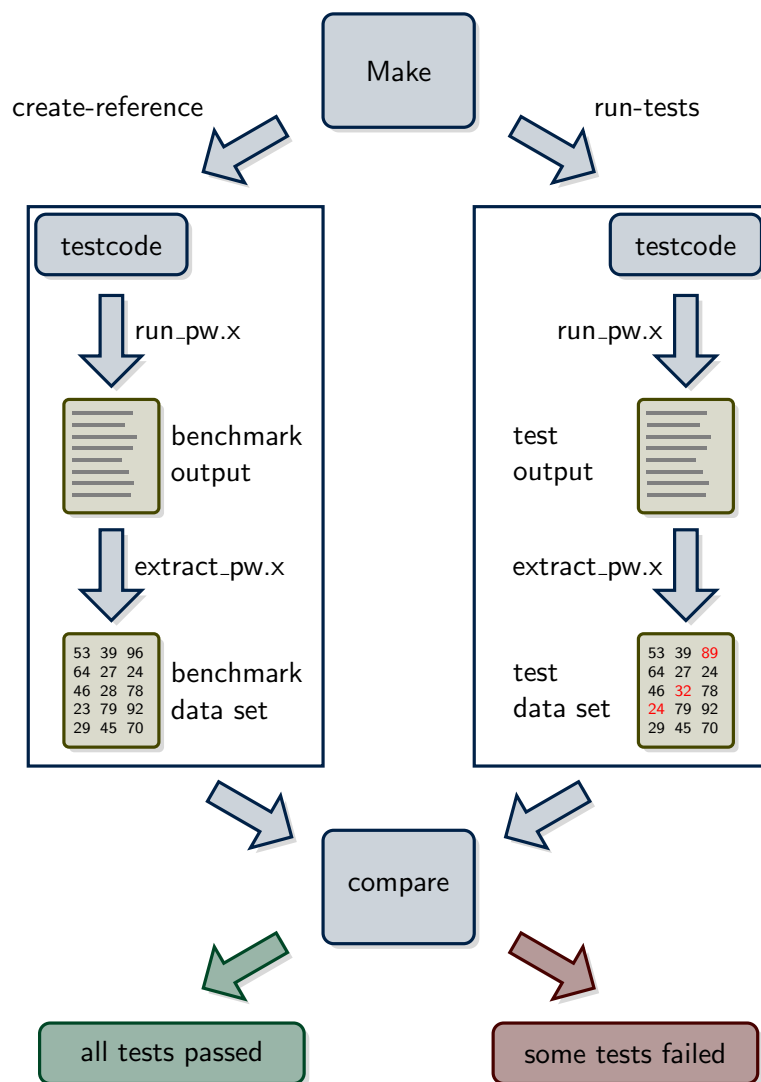 Make
create-reference
run-tests
testcode
run_pw.x
benchmark
output
extract_pw.x
53 39 96
64 27 24
46 28 78
23 79 92
29 45 70
benchmark
data set
testcode
run_pw.x
test
output
extract_pw.x
test
data set
53 39 89
64 27 24
46 32 78
24 79 92
29 45 70
compare
all tests passed
some tests failed